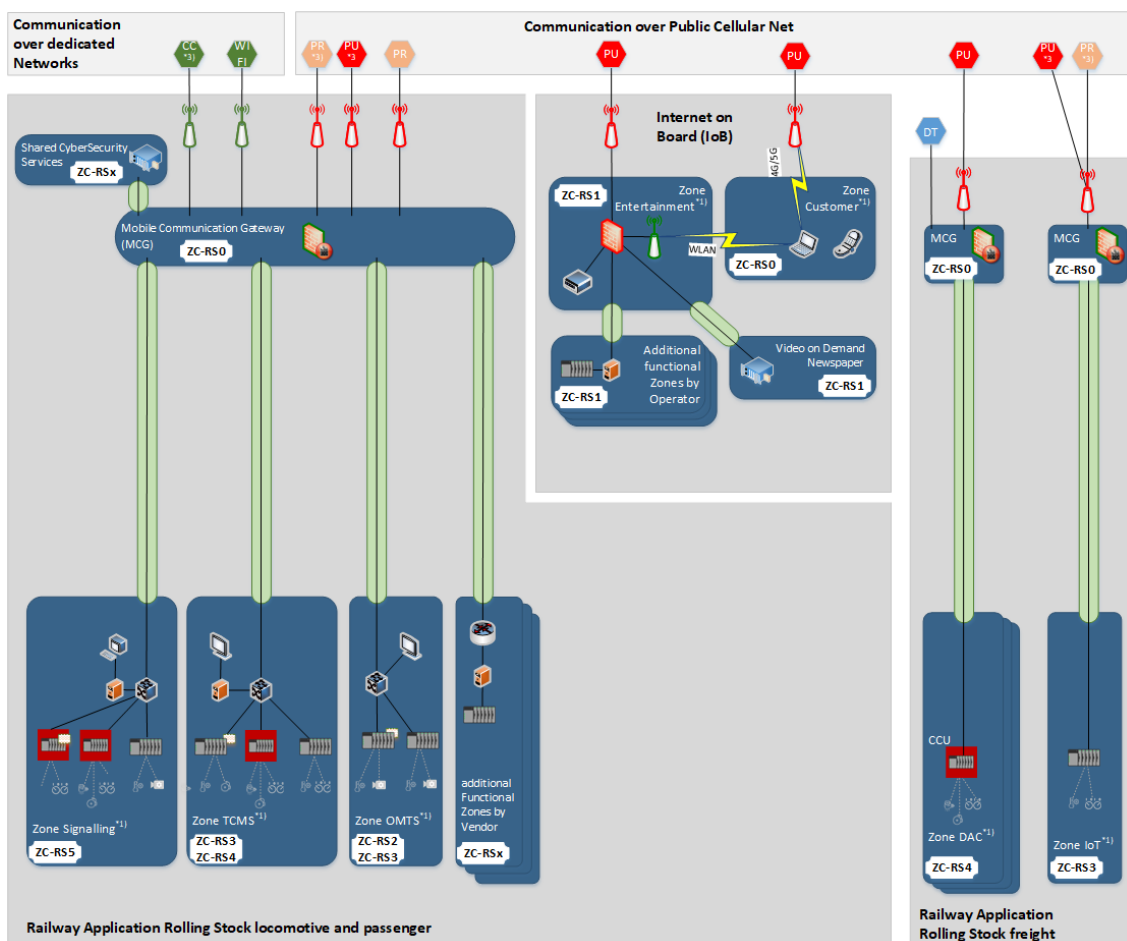 Communication
over dedicated
Networks
Communication over Public Cellular Net
CC
*3)
WI
FI
PR
*3)
PU
*3
PR
PU
PU
PU
PU
*3
PR
*3)
Shared CyberSecurity
Services
ZC-RSx
Mobile Communication Gateway
(MCG)
ZC-RS0
Internet on
Board (IoB)
4G/5G
ZC-RS1
Zone
Entertainment*1)
Zone
Customer*1)
WLAN
ZC-RS0
Additional
functional
Zones by
Operator
ZC-RS1
Video on Demand
Newspaper
ZC-RS1
DT
MCG
ZC-RS0
MCG
ZC-RS0
Zone Signalling*1)
ZC-RS5
Zone TCMS*1)
ZC-RS3
ZC-RS4
Zone OMTS*1)
ZC-RS2
ZC-RS3
additional
Functional
Zones by
Vendor
ZC-RSx
CCU
Zone DAC*1)
ZC-RS4
Zone IoT*1)
ZC-RS3
Railway Application Rolling Stock locomotive and passenger
Railway Application
Rolling Stock freight